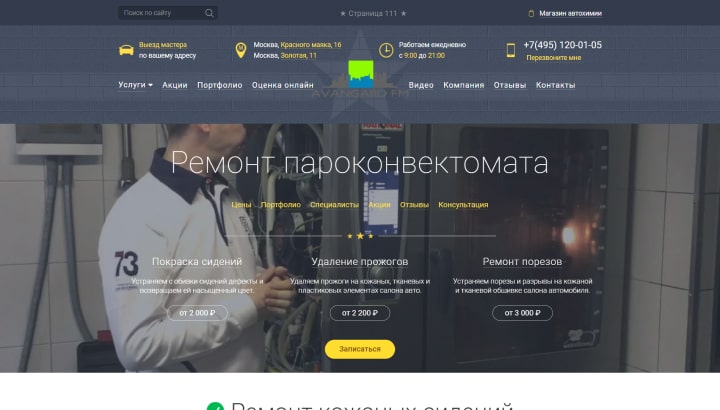 Поиск по сайту
★ Страница 111 ★
Магазин автохимии
Выезд мастера
по вашему адресу
Москва, Красного маяка, 16
Москва, Золотая, 11
Работаем ежедневно
с 9:00 до 21:00
+7(495) 120-01-05
Перезвоните мне
Услуги
Акции
Портфолио
Оценка онлайн
AVANGARD FM
Видео
Компания
Отзывы
Контакты
Ремонт пароконвектомата
Цены
Портфолио
Специалисты
Акции
Отзывы
Консультация
73
Покраска сидений
Устраняем с обивки сидений дефекты и
возвращаем ей насыщенный цвет.
от 2 000 ₽
Удаление прожогов
Удаляем прожоги на кожаных, тканевых и
пластиковых элементах салона авто.
от 2 200 ₽
Ремонт порезов
Устраняем порезы и разрывы на кожаной
и тканевой обшивке салона автомобиля.
от 3 000 ₽
Записаться
Ремонт кожаных сидений